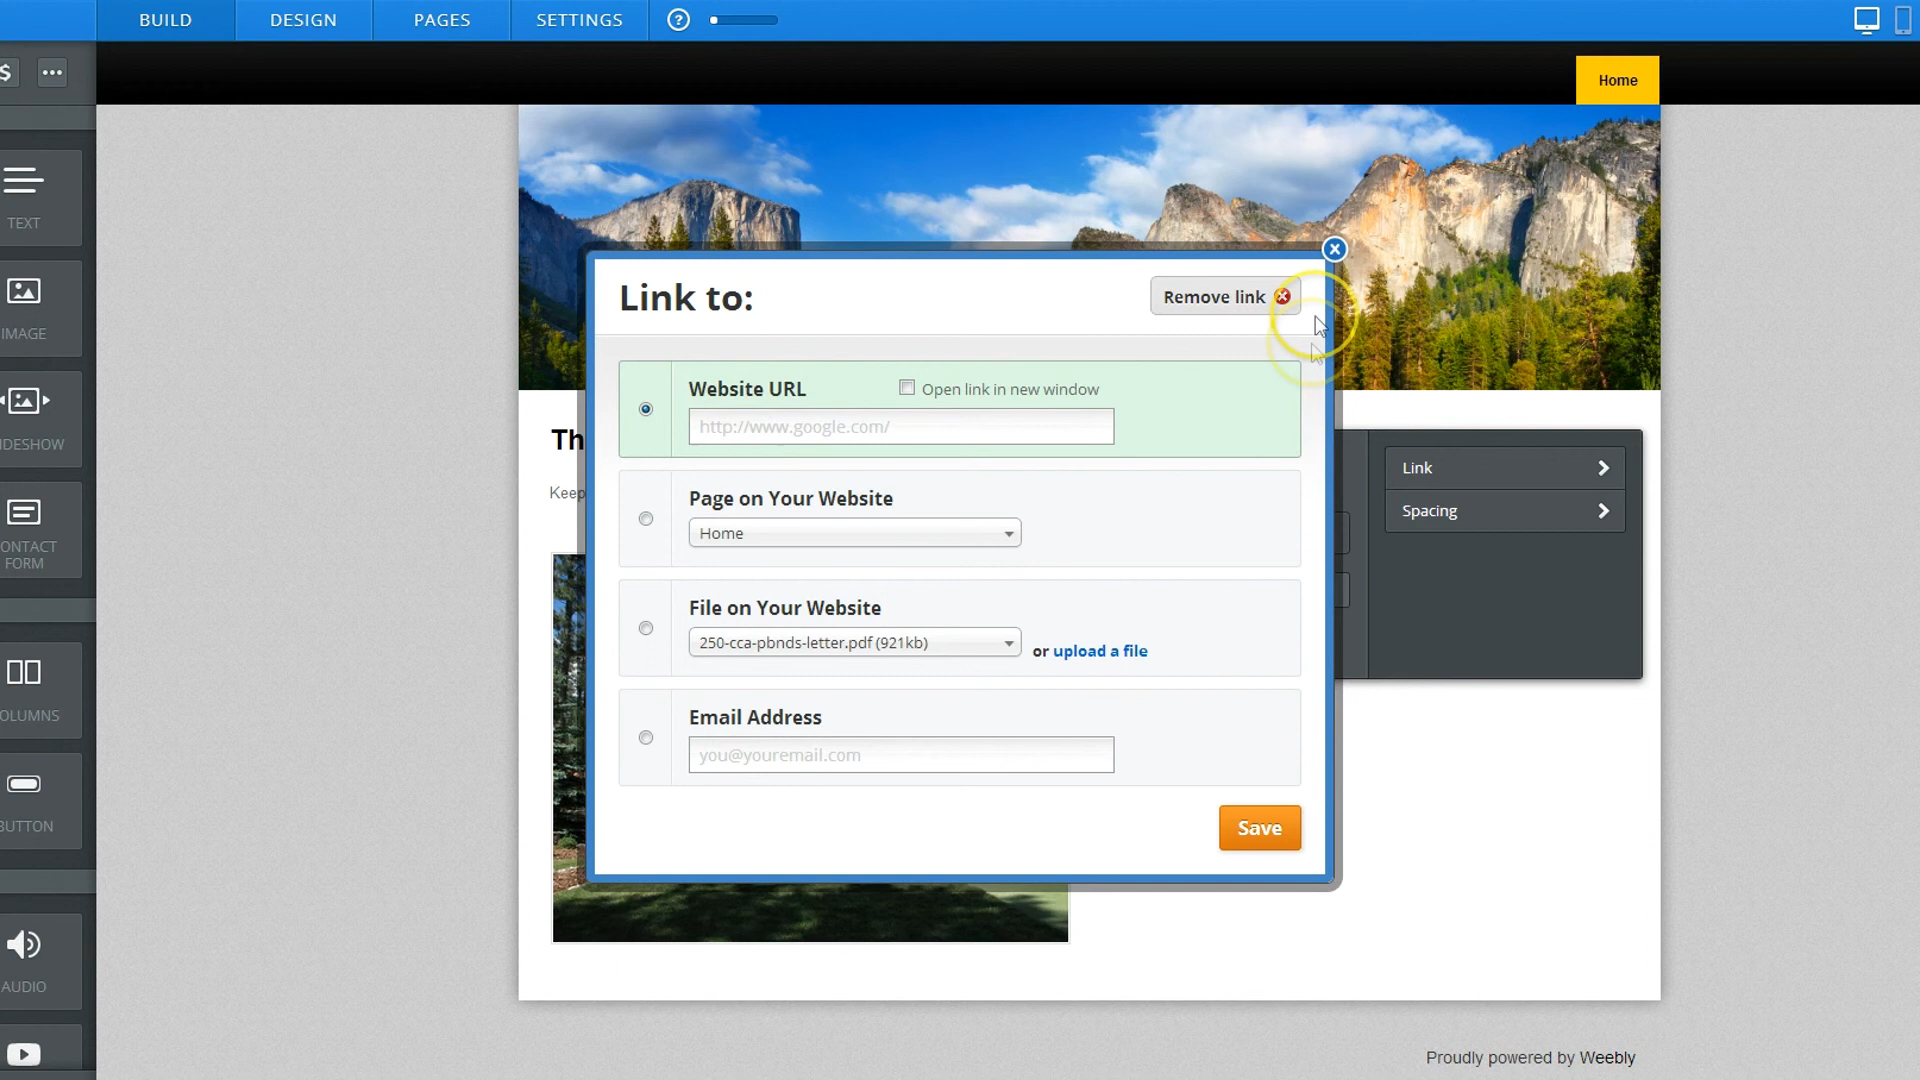 BUILD DESIGN PAGES SETTINGS ?
$ ...
Home
TEXT
IMAGE
IDESHOW
ONTACT
FORM
OLUMNS
BUTTON
AUDIO
Link to:
Remove link
Website URL Open link in new window
http://www.google.com/
Page on Your Website
Home
File on Your Website
250-cca-pbnds-letter.pdf (921kb) or upload a file
Email Address
you@youremail.com
Save
Th
Keep
Link
Spacing
Proudly powered by Weebly